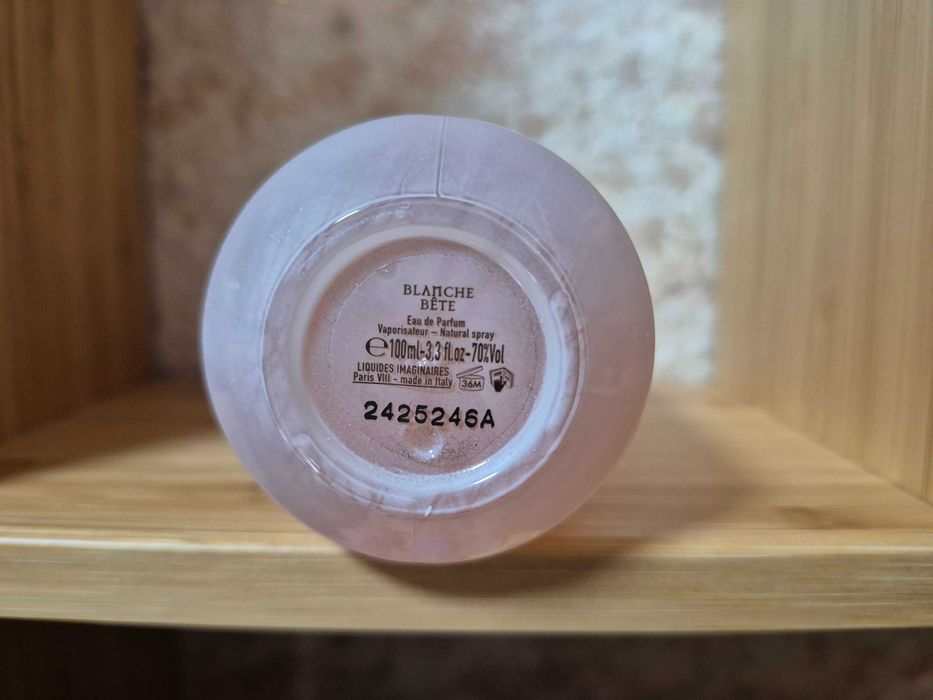 BLANCHE
BÊTE
Eau de Parfum
Vaporisateur – Natural spray
℮100ml-3,3 fl.oz-70%Vol
LIQUIDES IMAGINAIRES
Paris VIII - made in Italy
36M
2425246A